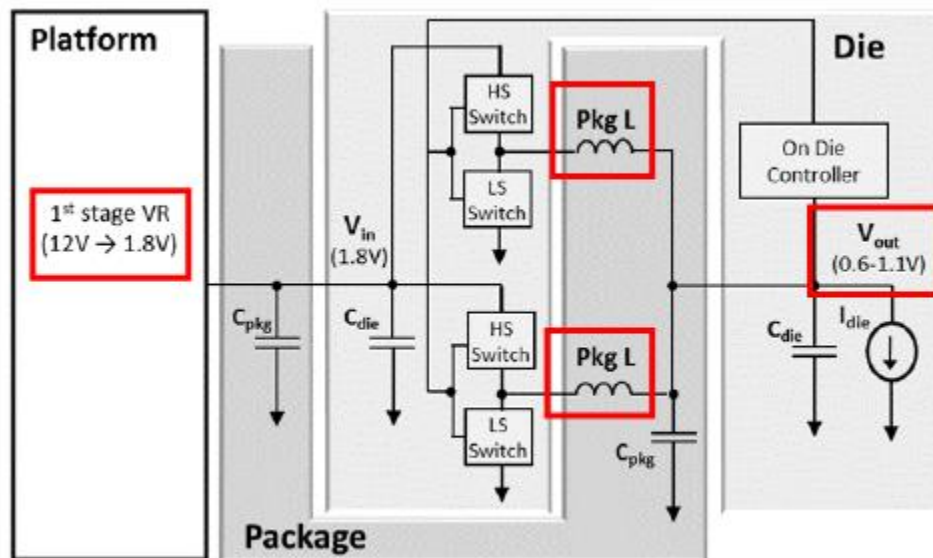 Platform
Die
HS
Switch
Pkg L
On Die
Controller
LS
Switch
1st stage VR
(12V → 1.8V)
Vin
(1.8V)
Vout
(0.6-1.1V)
Cpkg
Cdie
HS
Switch
Pkg L
Cdie
Idie
LS
Switch
Cpkg
Package